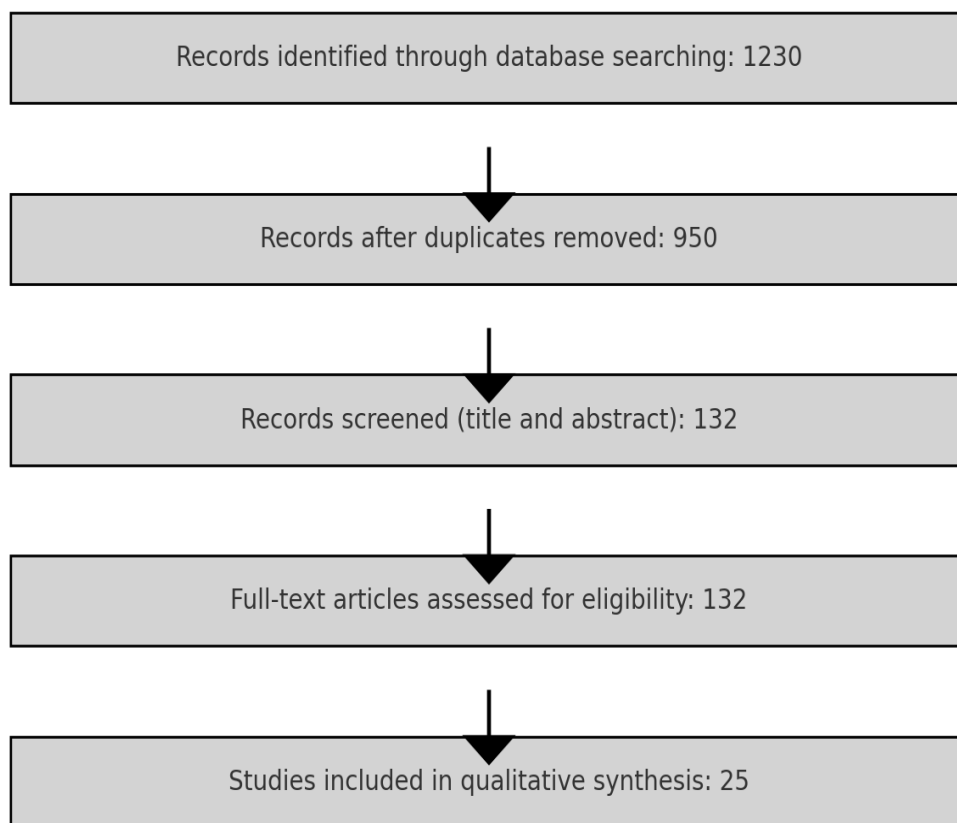 Records identified through database searching: 1230
Records after duplicates removed: 950
Records screened (title and abstract): 132
Full-text articles assessed for eligibility: 132
Studies included in qualitative synthesis: 25